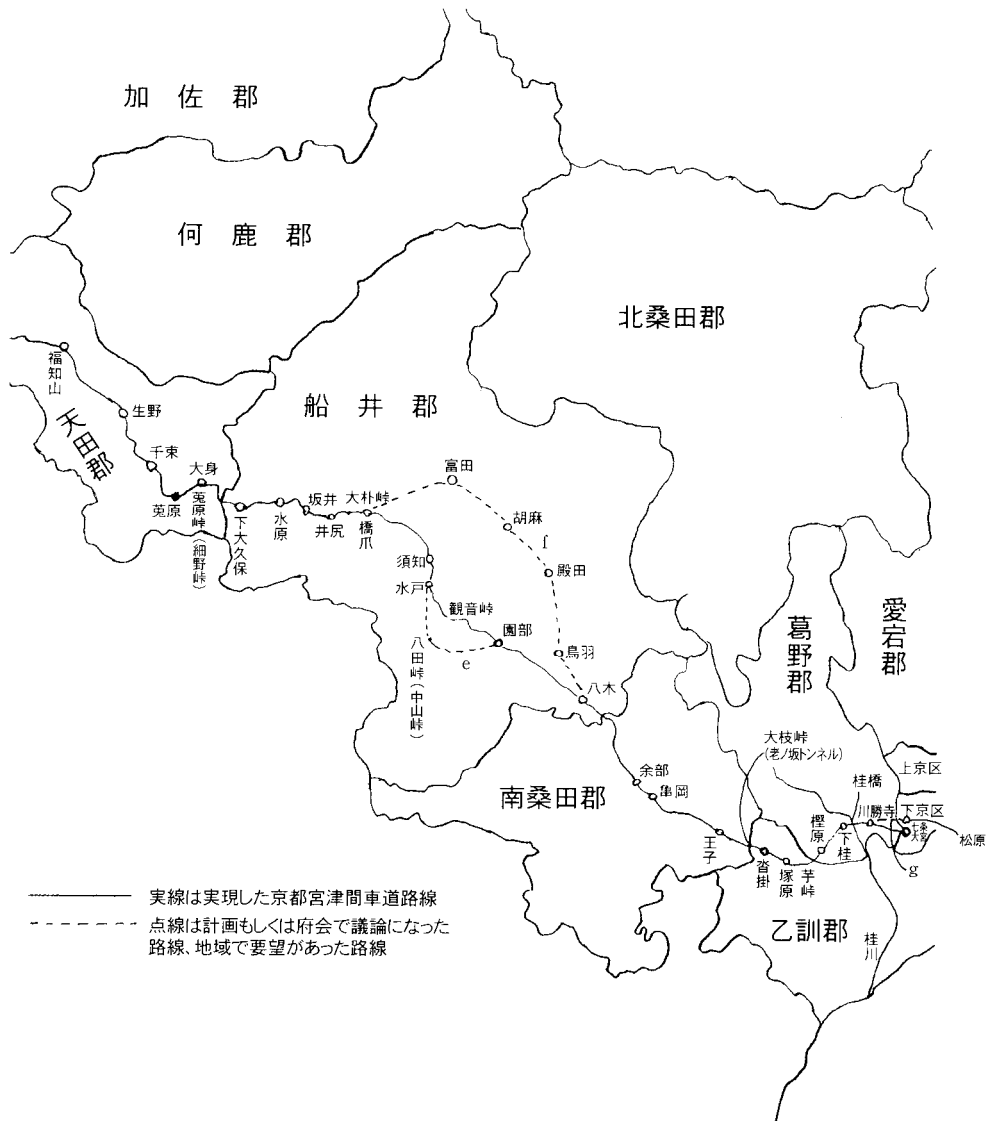 加佐郡
何鹿郡
北桑田郡
船井郡
天田郡
福知山
生野
千束
大身
菟原
菟原峠(細野峠)
下大久保
水原
坂井
井尻
大朴峠
橋爪
富田
胡麻
f
殿田
鳥羽
八木
須知
水戸
観音峠
園部
八田峠(中山峠)
e
愛宕郡
葛野郡
南桑田郡
余部
亀岡
王子
大枝峠
(老ノ坂トンネル)
沓掛
塚原
芋峠
樫原
下桂
桂橋
川勝寺
上京区
下京区
七条大宮
松原
g
乙訓郡
桂川
実線は実現した京都宮津間車道路線
点線は計画もしくは府会で議論になった
路線、地域で要望があった路線